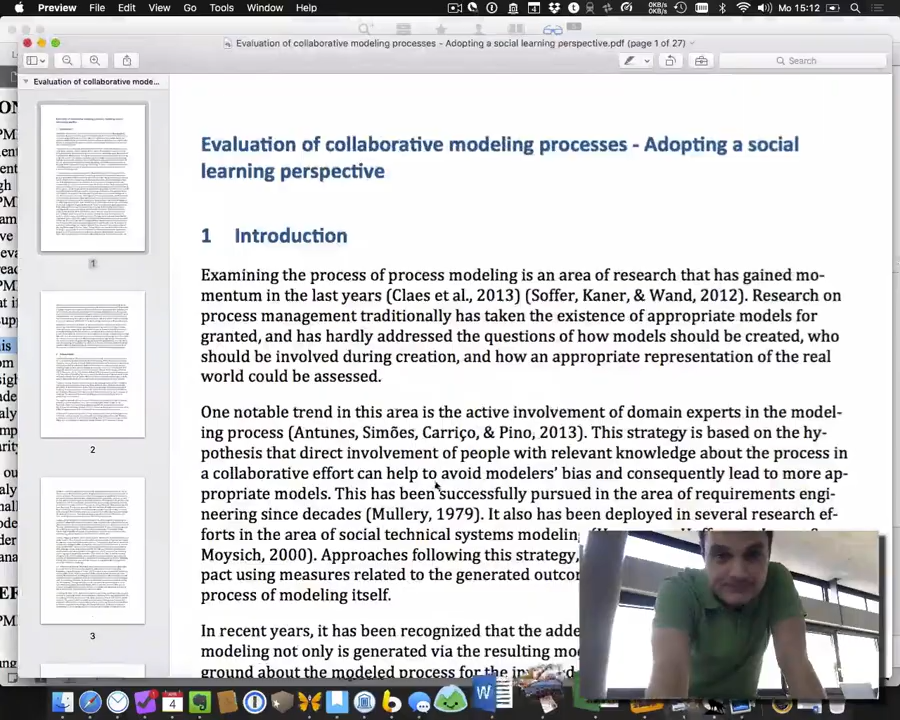 Preview File Edit View Go Tools Window Help Mo 15:12
Evaluation of collaborative modeling processes - Adopting a social learning perspective.pdf (page 1 of 27)
Search
Evaluation of collaborative mode...
1
2
3
Evaluation of collaborative modeling processes - Adopting a social
learning perspective
1 Introduction
Examining the process of process modeling is an area of research that has gained mo-
mentum in the last years (Claes et al., 2013) (Soffer, Kaner, & Wand, 2012). Research on
process management traditionally has taken the existence of appropriate models for
granted, and has hardly addressed the questions of how models should be created, who
should be involved during creation, and how an appropriate representation of the real
world could be assessed.
One notable trend in this area is the active involvement of domain experts in the model-
ing process (Antunes, Simões, Carriço, & Pino, 2013). This strategy is based on the hy-
pothesis that direct involvement of people with relevant knowledge about the process in
a collaborative effort can help to avoid modelers' bias and consequently lead to more ap-
propriate models. This has been successfully pursued in the area of requirements engi-
neering since decades (Mullery, 1979). It also has been deployed in several research ef-
forts in the area of social technical systems modeling
Moysich, 2000). Approaches following this strategy,
pact using measures related to the generated outco
process of modeling itself.
In recent years, it has been recognized that the adde
modeling not only is generated via the resulting mo
ground about the modeled process for the
4